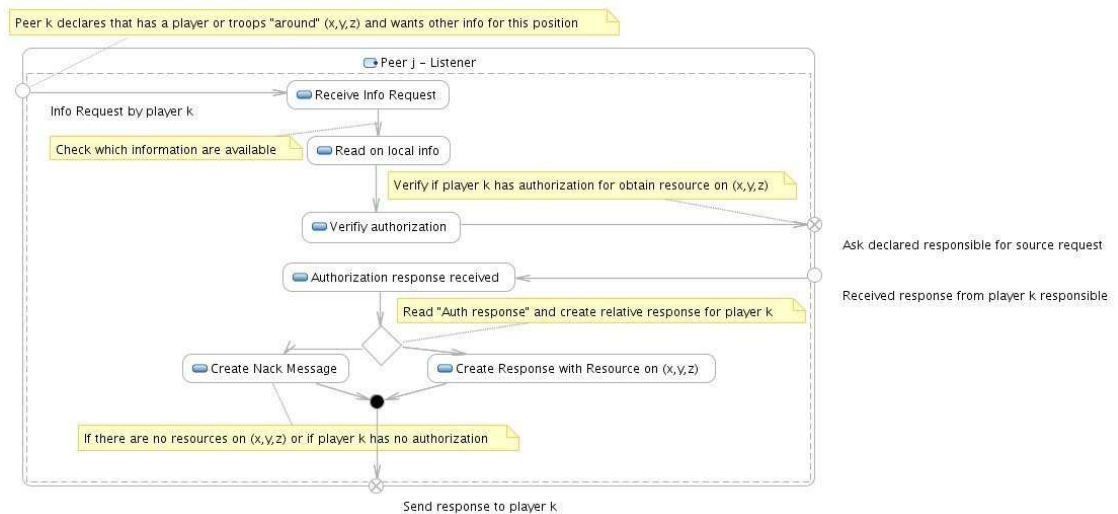 Peer k declares that has a player or troops "around" (x,y,z) and wants other info for this position
Peer j - Listener
Receive Info Request
Info Request by player k
Check which information are available
Read on local info
Verify if player k has authorization for obtain resource on (x,y,z)
Verifiy authorization
Ask declared responsible for source request
Authorization response received
Received response from player k responsible
Read "Auth response" and create relative response for player k
Create Nack Message
Create Response with Resource on (x,y,z)
If there are no resources on (x,y,z) or if player k has no authorization
Send response to player k